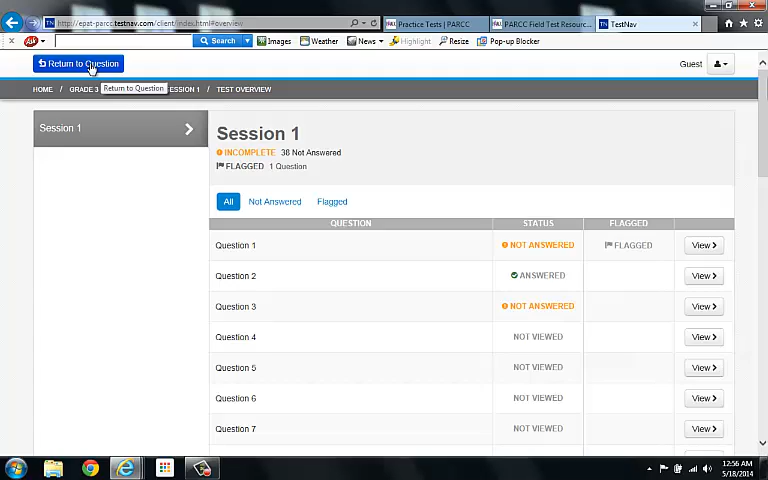 TN http://epat-parcc.testnav.com/client/index.html#overview
Practice Tests | PARCC
PARCC Field Test Resourc...
TN TestNav
Search
Images
Weather
News
Highlight
Resize
Pop-up Blocker
Return to Question
Guest
HOME
GRADE 3
Return to Question
ESSION 1
TEST OVERVIEW
Session 1
Session 1
INCOMPLETE 38 Not Answered
FLAGGED 1 Question
All Not Answered Flagged
QUESTION STATUS FLAGGED
Question 1 NOT ANSWERED FLAGGED View
Question 2 ANSWERED View
Question 3 NOT ANSWERED View
Question 4 NOT VIEWED View
Question 5 NOT VIEWED View
Question 6 NOT VIEWED View
Question 7 NOT VIEWED View
12:56 AM
5/18/2014